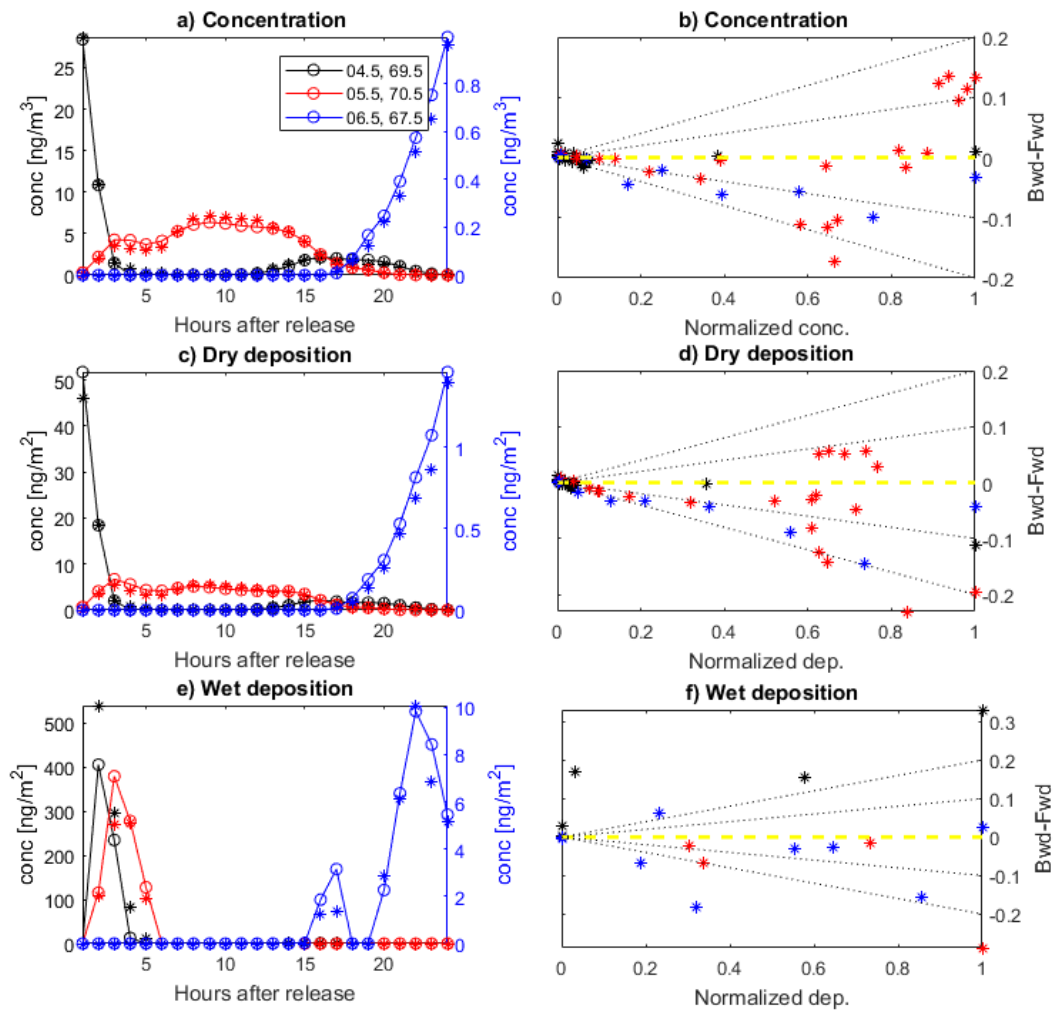 a) Concentration
25
20
15
10
5
0
conc [ng/m³]
0.8
0.6
0.4
0.2
0
conc [ng/m³]
04.5, 69.5
05.5, 70.5
06.5, 67.5
5 10 15 20
Hours after release
b) Concentration
0.2
0.1
0
-0.1
-0.2
Bwd-Fwd
0 0.2 0.4 0.6 0.8 1
Normalized conc.
c) Dry deposition
50
40
30
20
10
0
conc [ng/m²]
1
0.5
0
conc [ng/m²]
5 10 15 20
Hours after release
d) Dry deposition
0.2
0.1
0
-0.1
-0.2
Bwd-Fwd
0 0.2 0.4 0.6 0.8 1
Normalized dep.
e) Wet deposition
500
400
300
200
100
0
conc [ng/m²]
10
8
6
4
2
0
conc [ng/m²]
5 10 15 20
Hours after release
f) Wet deposition
0.3
0.2
0.1
0
-0.1
-0.2
Bwd-Fwd
0 0.2 0.4 0.6 0.8 1
Normalized dep.